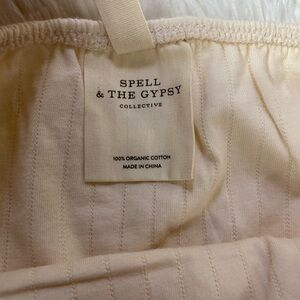 SPELL
& THE GYPSY
COLLECTIVE
100% ORGANIC COTTON
MADE IN CHINA